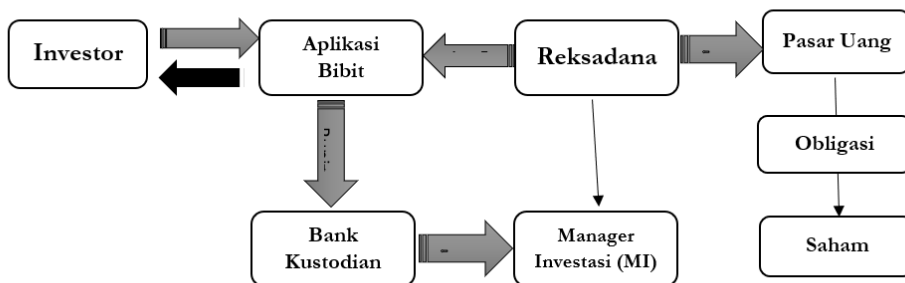 Investor
Aplikasi
Bibit
Reksadana
Pasar Uang
Obligasi
Bank
Kustodian
Manager
Investasi (MI)
Saham